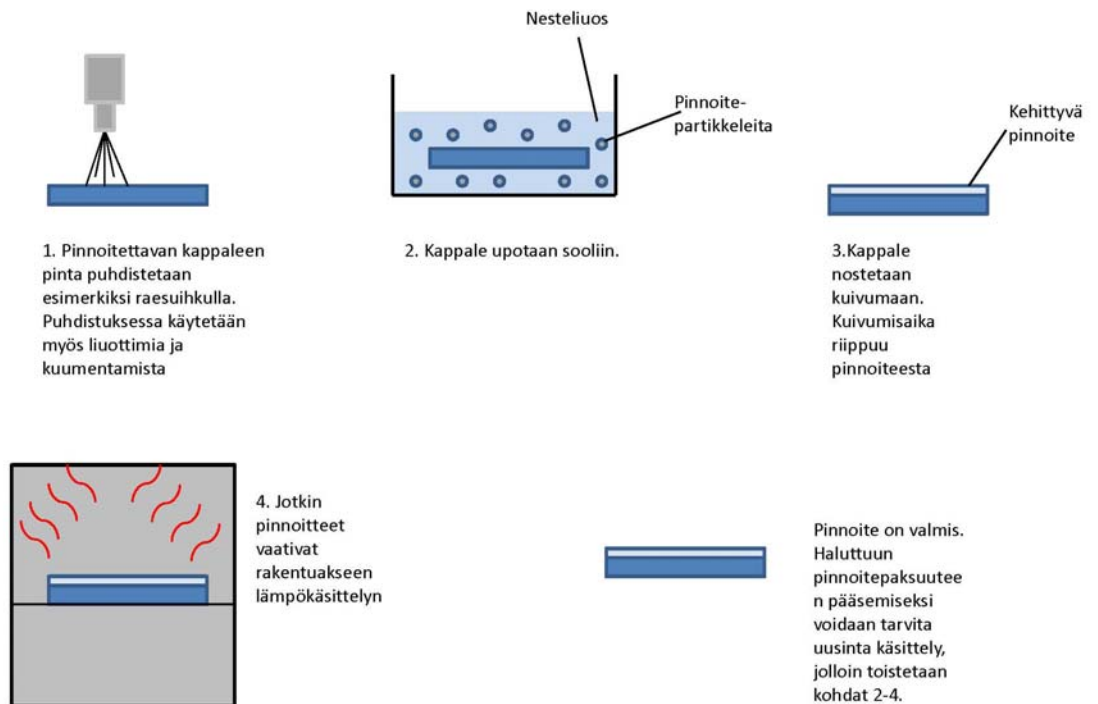 Nesteliuos
Pinnoite-
partikkeleita
Kehittyvä
pinnoite
1. Pinnoitettavan kappaleen
pinta puhdistetaan
esimerkiksi raesuihkulla.
Puhdistuksessa käytetään
myös liuottimia ja
kuumentamista
2. Kappale upotaan sooliin.
3.Kappale
nostetaan
kuivumaan.
Kuivumisaika
riippuu
pinnoiteesta
4. Jotkin
pinnoitteet
vaativat
rakentuakseen
lämpökäsittelyn
Pinnoite on valmis.
Haluttuun
pinnoitepaksuutee
n pääsemiseksi
voidaan tarvita
uusinta käsittely,
jolloin toistetaan
kohdat 2-4.